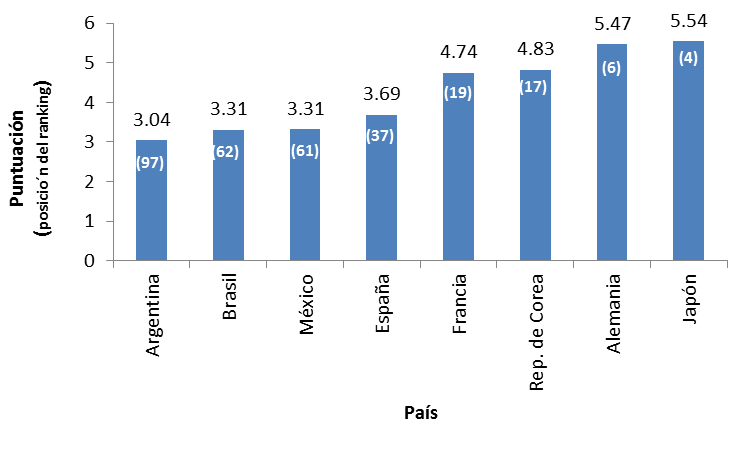 6
5
4
3
2
1
0
3.04
3.31
3.31
3.69
4.74
4.83
5.47
5.54
(97)
(62)
(61)
(37)
(19)
(17)
(6)
(4)
Argentina
Brasil
México
España
Francia
Rep. de Corea
Alemania
Japón
Puntuación
(posicio´n del ranking)
País